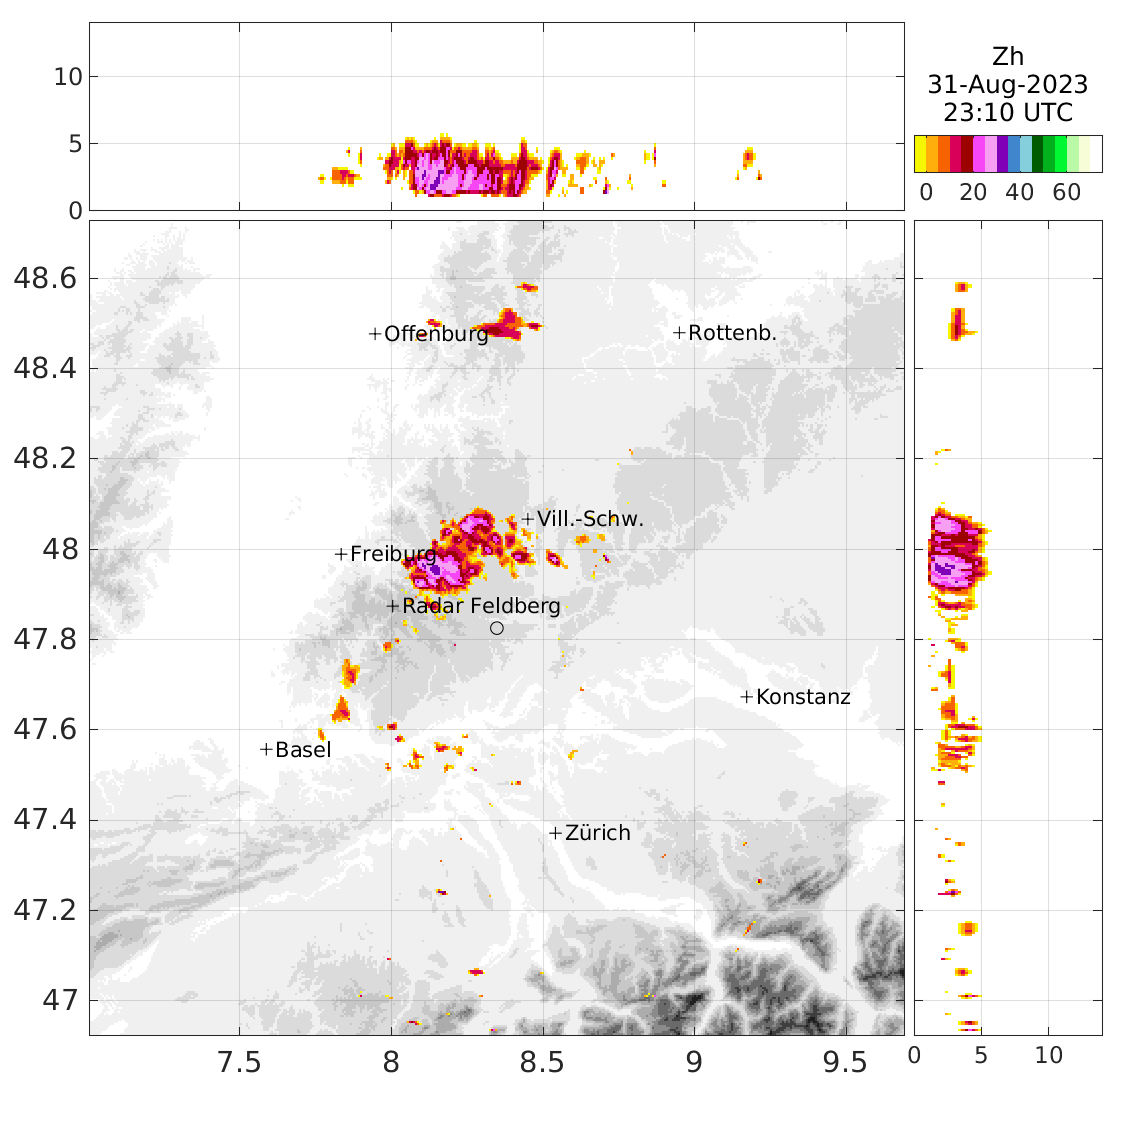 Zh
31-Aug-2023
23:10 UTC
0 20 40 60
10
5
0
48.6
48.4
48.2
48
47.8
47.6
47.4
47.2
47
+Offenburg
+Rottenb.
+Vill.-Schw.
+Freiburg
+Radar Feldberg
+Konstanz
+Basel
+Zürich
7.5 8 8.5 9 9.5
0 5 10